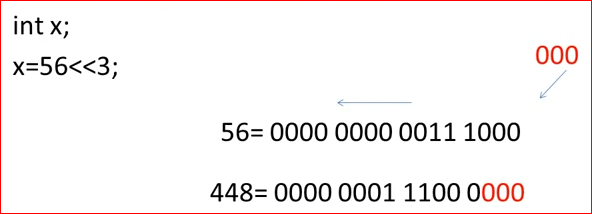 int x;
000
x=56<<3;
56= 0000 0000 0011 1000
448= 0000 0001 1100 0000